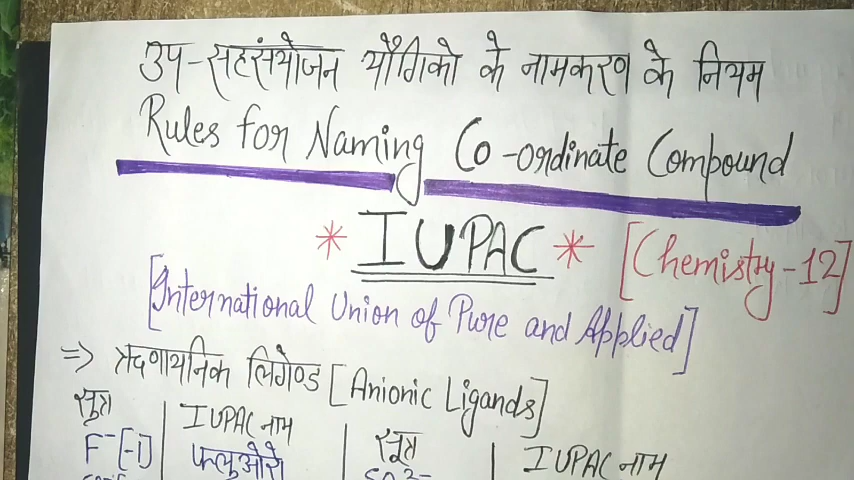 उप-सहसंयोजन यौगिको के नामकरण के नियम
Rules for Naming Co-ordinate Compound
* IUPAC * [Chemistry-12]
[International Union of Pure and Applied]
⇒ ऋणायनिक लिगेण्ड [Anionic Ligands]
सुत्र | IUPAC नाम | सूत्र | IUPAC नाम
F⁻ [-1] | फ्लुओरो